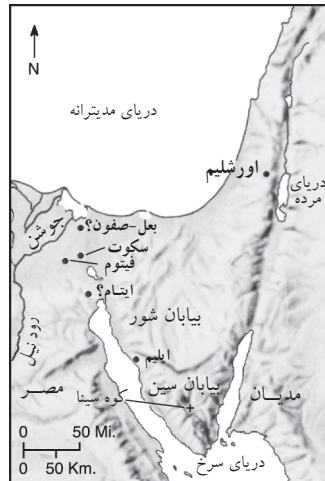 N
دریای مدیترانه
اورشلیم
دریای
مرده
بعل-صفون؟
جوشن
سکوت
فیتوم
ایتام؟
رود نیل
بیابان شور
ایلیم
بیابان سین
مصر
کوه سینا
مدیان
0 50 Mi.
0 50 Km.
دریای سرخ